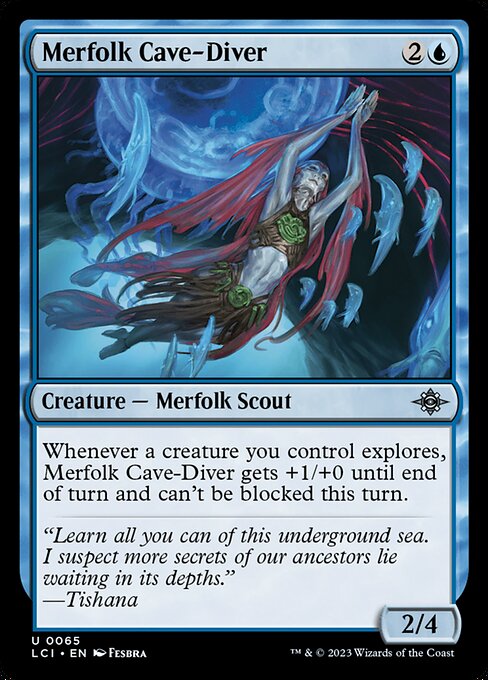 Merfolk Cave-Diver 2
Creature — Merfolk Scout
Whenever a creature you control explores,
Merfolk Cave-Diver gets +1/+0 until end
of turn and can't be blocked this turn.
“Learn all you can of this underground sea.
I suspect more secrets of our ancestors lie
waiting in its depths.”
—Tishana
2/4
U 0065
LCI • EN Fesbra
™ & © 2023 Wizards of the Coast